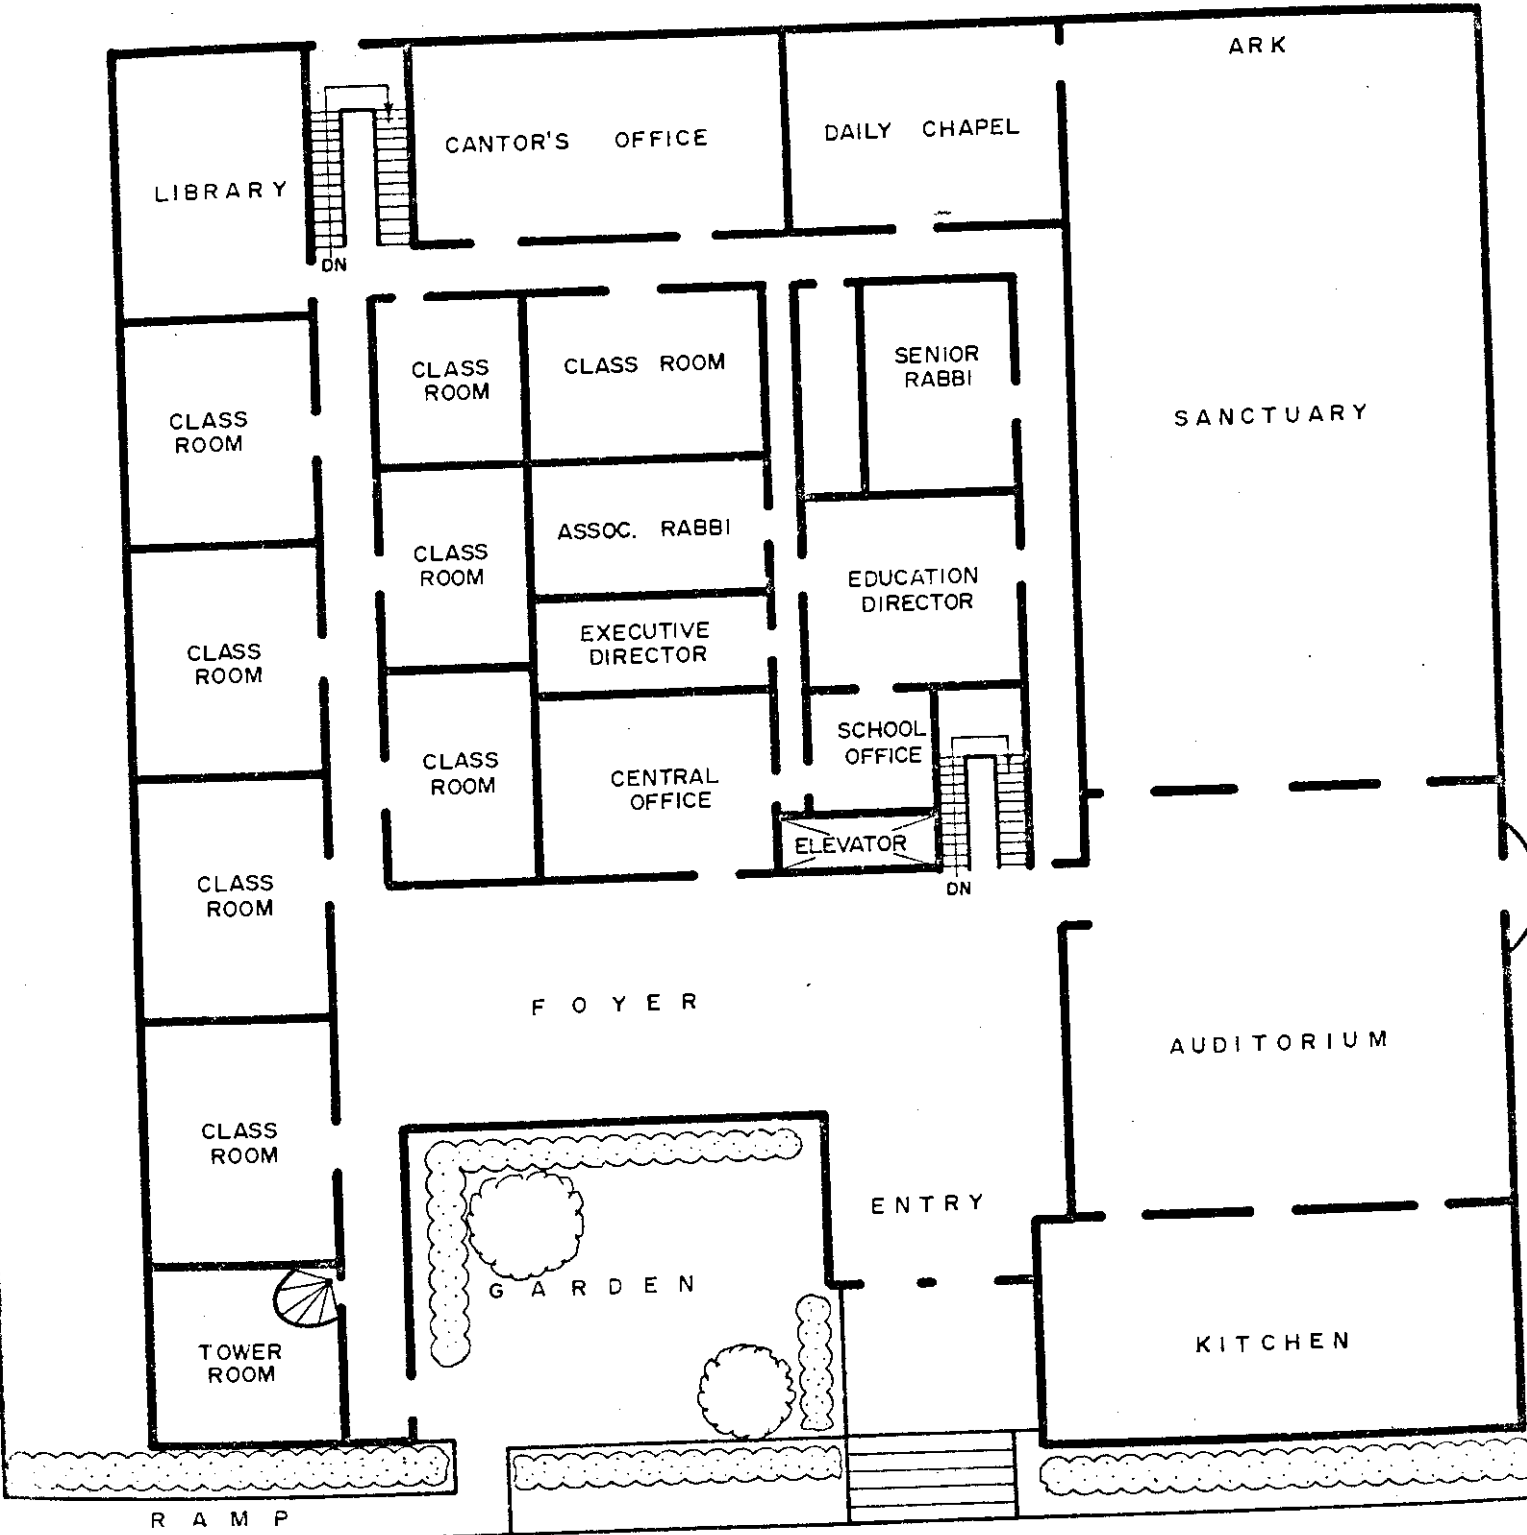 ARK
CANTOR'S OFFICE
DAILY CHAPEL
LIBRARY
DN
CLASS
ROOM
CLASS ROOM
SENIOR
RABBI
CLASS
ROOM
SANCTUARY
ASSOC. RABBI
CLASS
ROOM
EDUCATION
DIRECTOR
EXECUTIVE
DIRECTOR
CLASS
ROOM
SCHOOL
OFFICE
CLASS
ROOM
CENTRAL
OFFICE
ELEVATOR
CLASS
ROOM
DN
FOYER
AUDITORIUM
CLASS
ROOM
ENTRY
GARDEN
TOWER
ROOM
KITCHEN
RAMP